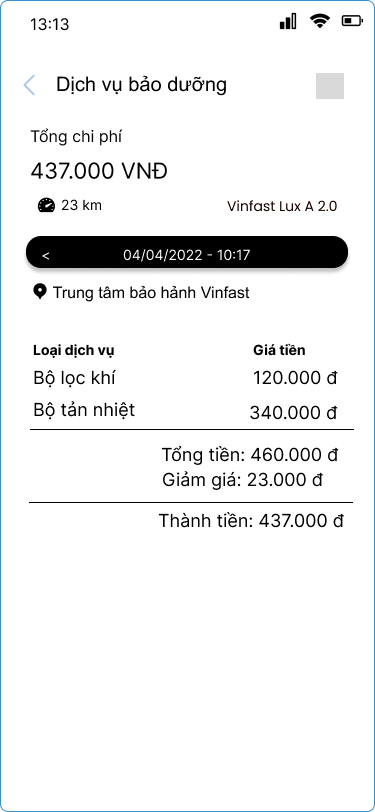 13:13
Dịch vụ bảo dưỡng
Tổng chi phí
437.000 VNĐ
23 km
Vinfast Lux A 2.0
< 04/04/2022 - 10:17
Trung tâm bảo hành Vinfast
Loại dịch vụ Giá tiền
Bộ lọc khí 120.000 đ
Bộ tản nhiệt 340.000 đ
Tổng tiền: 460.000 đ
Giảm giá: 23.000 đ
Thành tiền: 437.000 đ